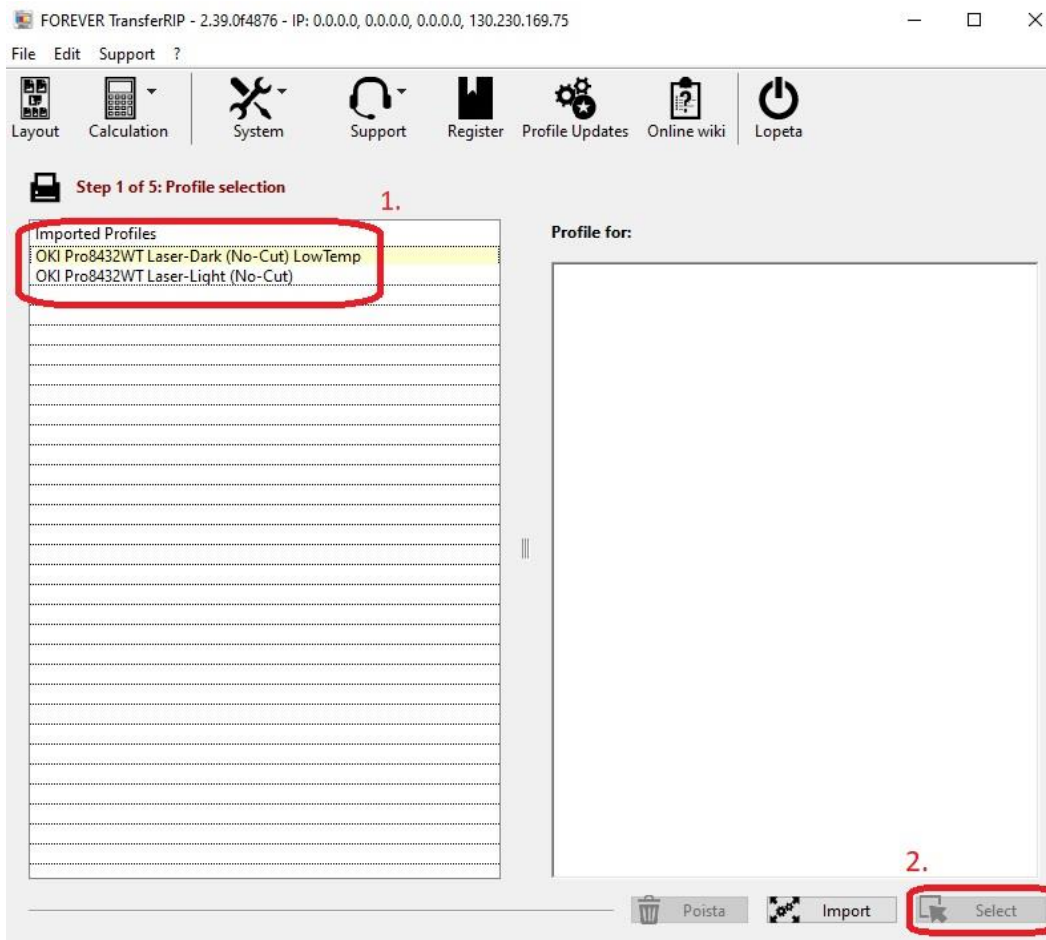 FOREVER TransferRIP - 2.39.0f4876 - IP: 0.0.0.0, 0.0.0.0, 0.0.0.0, 130.230.169.75
File Edit Support ?
Layout Calculation System Support Register Profile Updates Online wiki Lopeta
Step 1 of 5: Profile selection
1.
Imported Profiles
OKI Pro8432WT Laser-Dark (No-Cut) LowTemp
OKI Pro8432WT Laser-Light (No-Cut)
Profile for:
2.
Poista Import Select